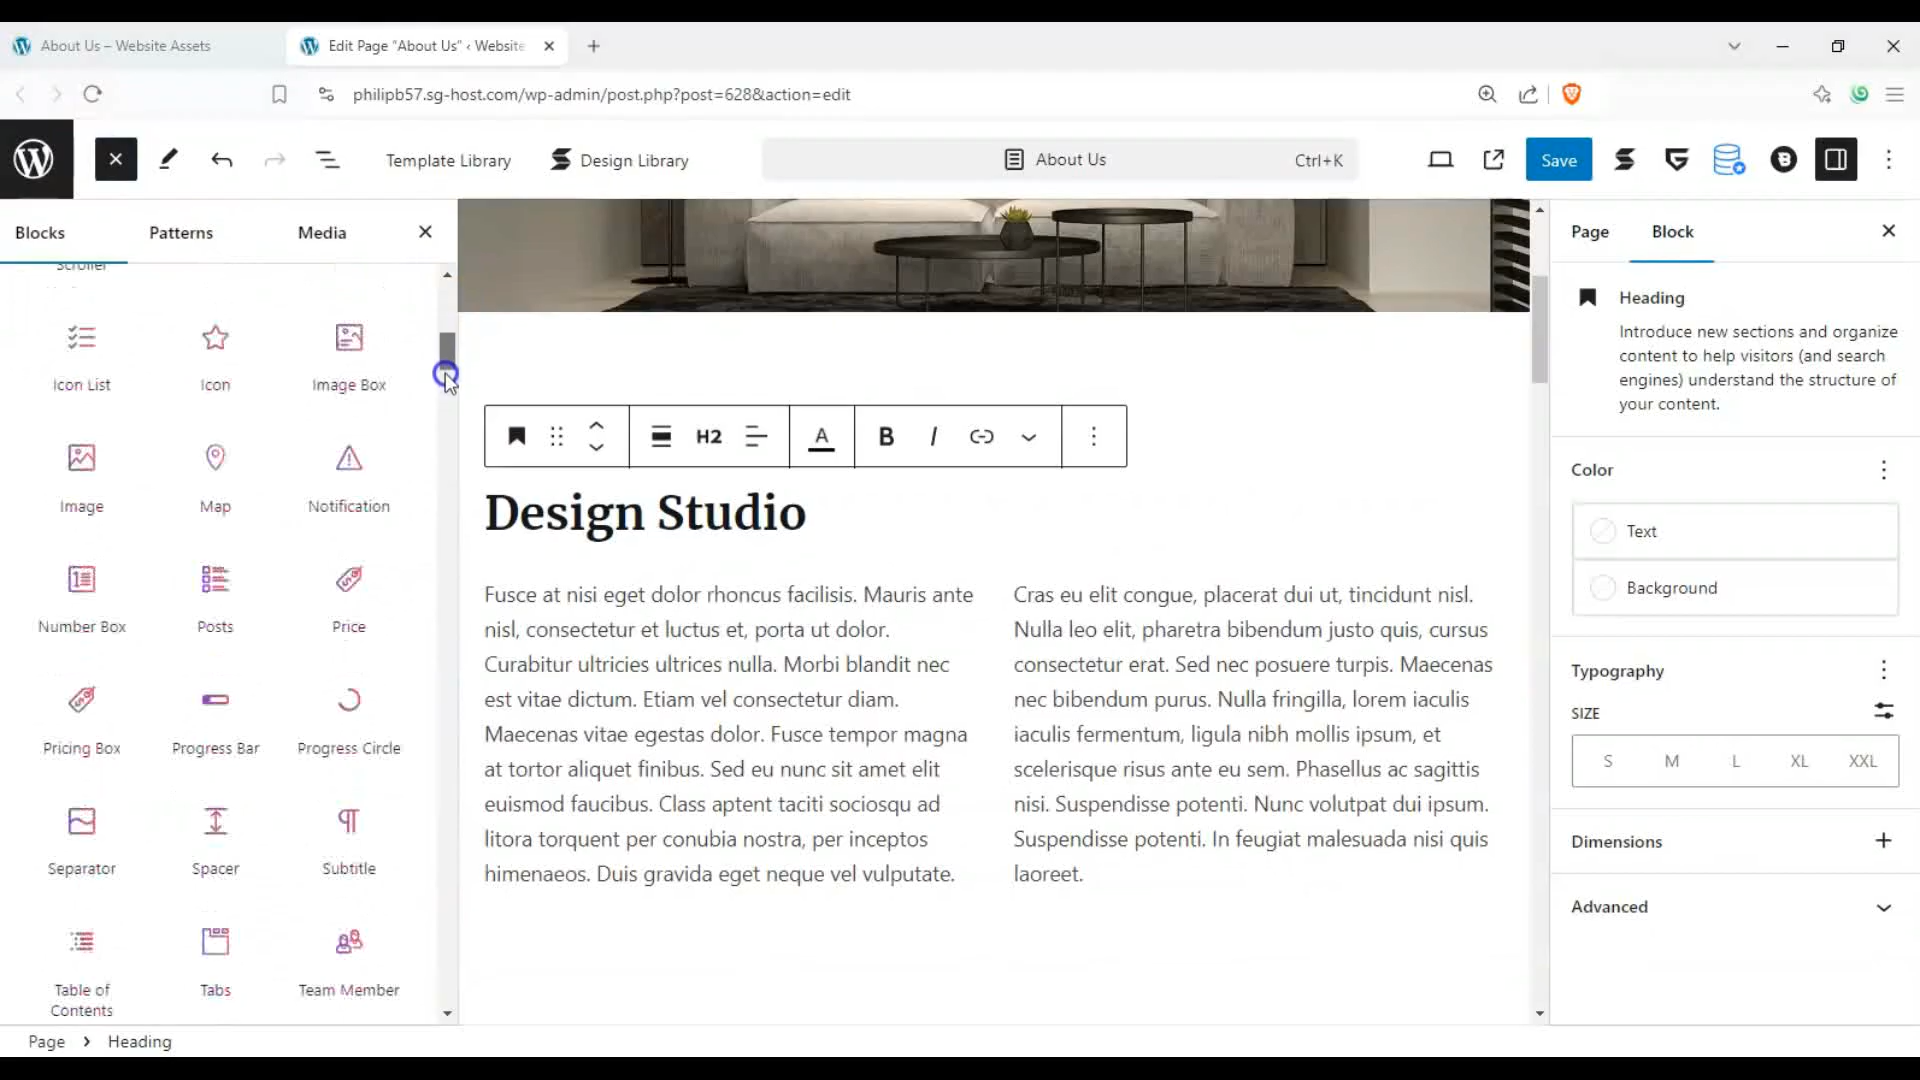 About Us – Website Assets
Edit Page “About Us” ‹ Website
philipb57.sg-host.com/wp-admin/post.php?post=628&action=edit
Template Library
Design Library
About Us
Ctrl+K
Save
Blocks
Patterns
Media
Scroller
Icon List
Icon
Image Box
Image
Map
Notification
Number Box
Posts
Price
Pricing Box
Progress Bar
Progress Circle
Separator
Spacer
Subtitle
Table of
Contents
Tabs
Team Member
H2
A
B
I
Design Studio
Fusce at nisi eget dolor rhoncus facilisis. Mauris ante
nisl, consectetur et luctus et, porta ut dolor.
Curabitur ultricies ultrices nulla. Morbi blandit nec
est vitae dictum. Etiam vel consectetur diam.
Maecenas vitae egestas dolor. Fusce tempor magna
at tortor aliquet finibus. Sed eu nunc sit amet elit
euismod faucibus. Class aptent taciti sociosqu ad
litora torquent per conubia nostra, per inceptos
himenaeos. Duis gravida eget neque vel vulputate.
Cras eu elit congue, placerat dui ut, tincidunt nisl.
Nulla leo elit, pharetra bibendum justo quis, cursus
consectetur erat. Sed nec posuere turpis. Maecenas
nec bibendum purus. Nulla fringilla, lorem iaculis
iaculis fermentum, ligula nibh mollis ipsum, et
scelerisque risus ante eu sem. Phasellus ac sagittis
nisi. Suspendisse potenti. Nunc volutpat dui ipsum.
Suspendisse potenti. In feugiat malesuada nisi quis
laoreet.
Page
Block
Heading
Introduce new sections and organize
content to help visitors (and search
engines) understand the structure of
your content.
Color
Text
Background
Typography
SIZE
S
M
L
XL
XXL
Dimensions
Advanced
Page
Heading